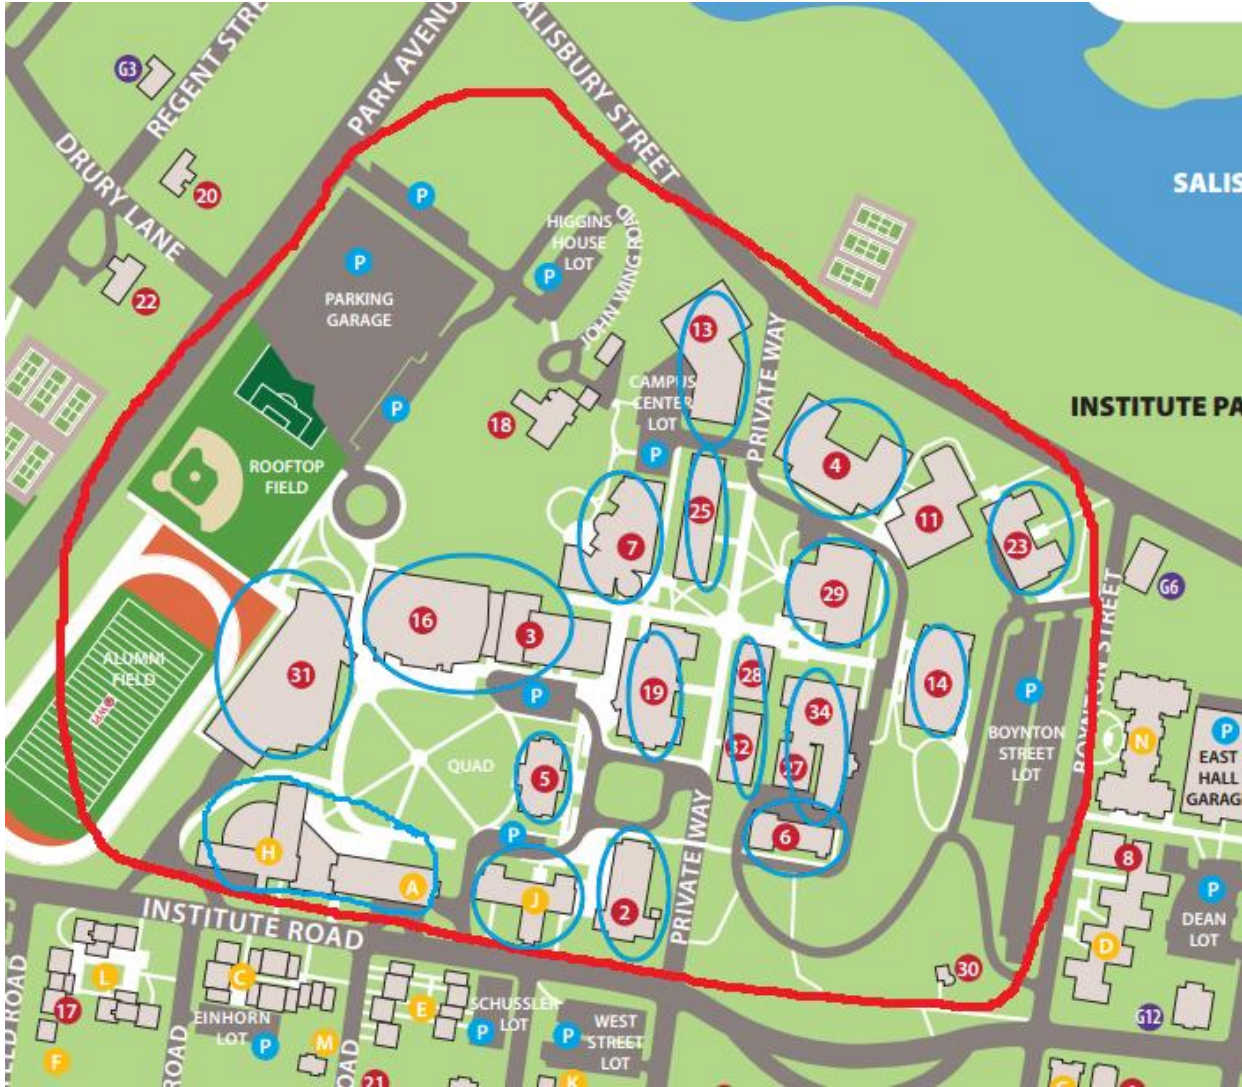 G3
REGENT STRE
PARK AVENU
ALISBURY STREET
DRURY LANE
20
22
P
P
PARKING
GARAGE
HIGGINS
HOUSE
LOT
P
JOHN WING ROAD
SALIS
INSTITUTE PA
P
18
CAMPUS
CENTER
LOT
P
13
PRIVATE WAY
4
11
23
25
7
29
ROOFTOP
FIELD
G6
BOYNTON STREET
16
3
31
ALUMNI
FIELD
WPI
P
19
28
34
14
32
27
P
BOYNTON
STREET
LOT
N
P
EAST
HALL
GARAGE
QUAD
5
P
6
PRIVATE WAY
H
A
J
2
8
P
DEAN
LOT
D
INSTITUTE ROAD
30
G12
L
17
F
C
EINHORN
LOT
P
M
E
SCHUSSLER
LOT
P
P
WEST
STREET
LOT
ELD ROAD
ROAD
OAD
21
K
G